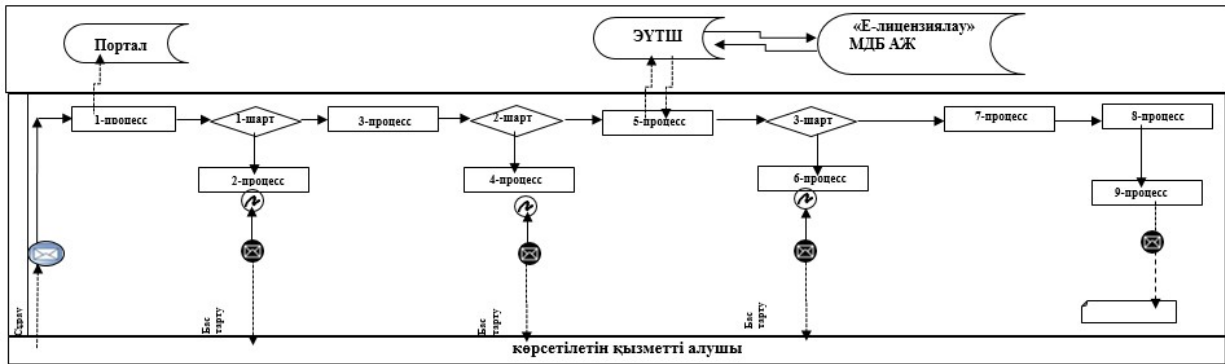 Портал
ЭҮТШ
«Е-лицензиялау»
МДБ АЖ
1-процесс
1-шарт
3-процесс
2-шарт
5-процесс
3-шарт
7-процесс
8-процесс
2-процесс
4-процесс
6-процесс
9-процесс
Бас
тарту
Бас
тарту
Бас
тарту
көрсетілетін қызметті алушы